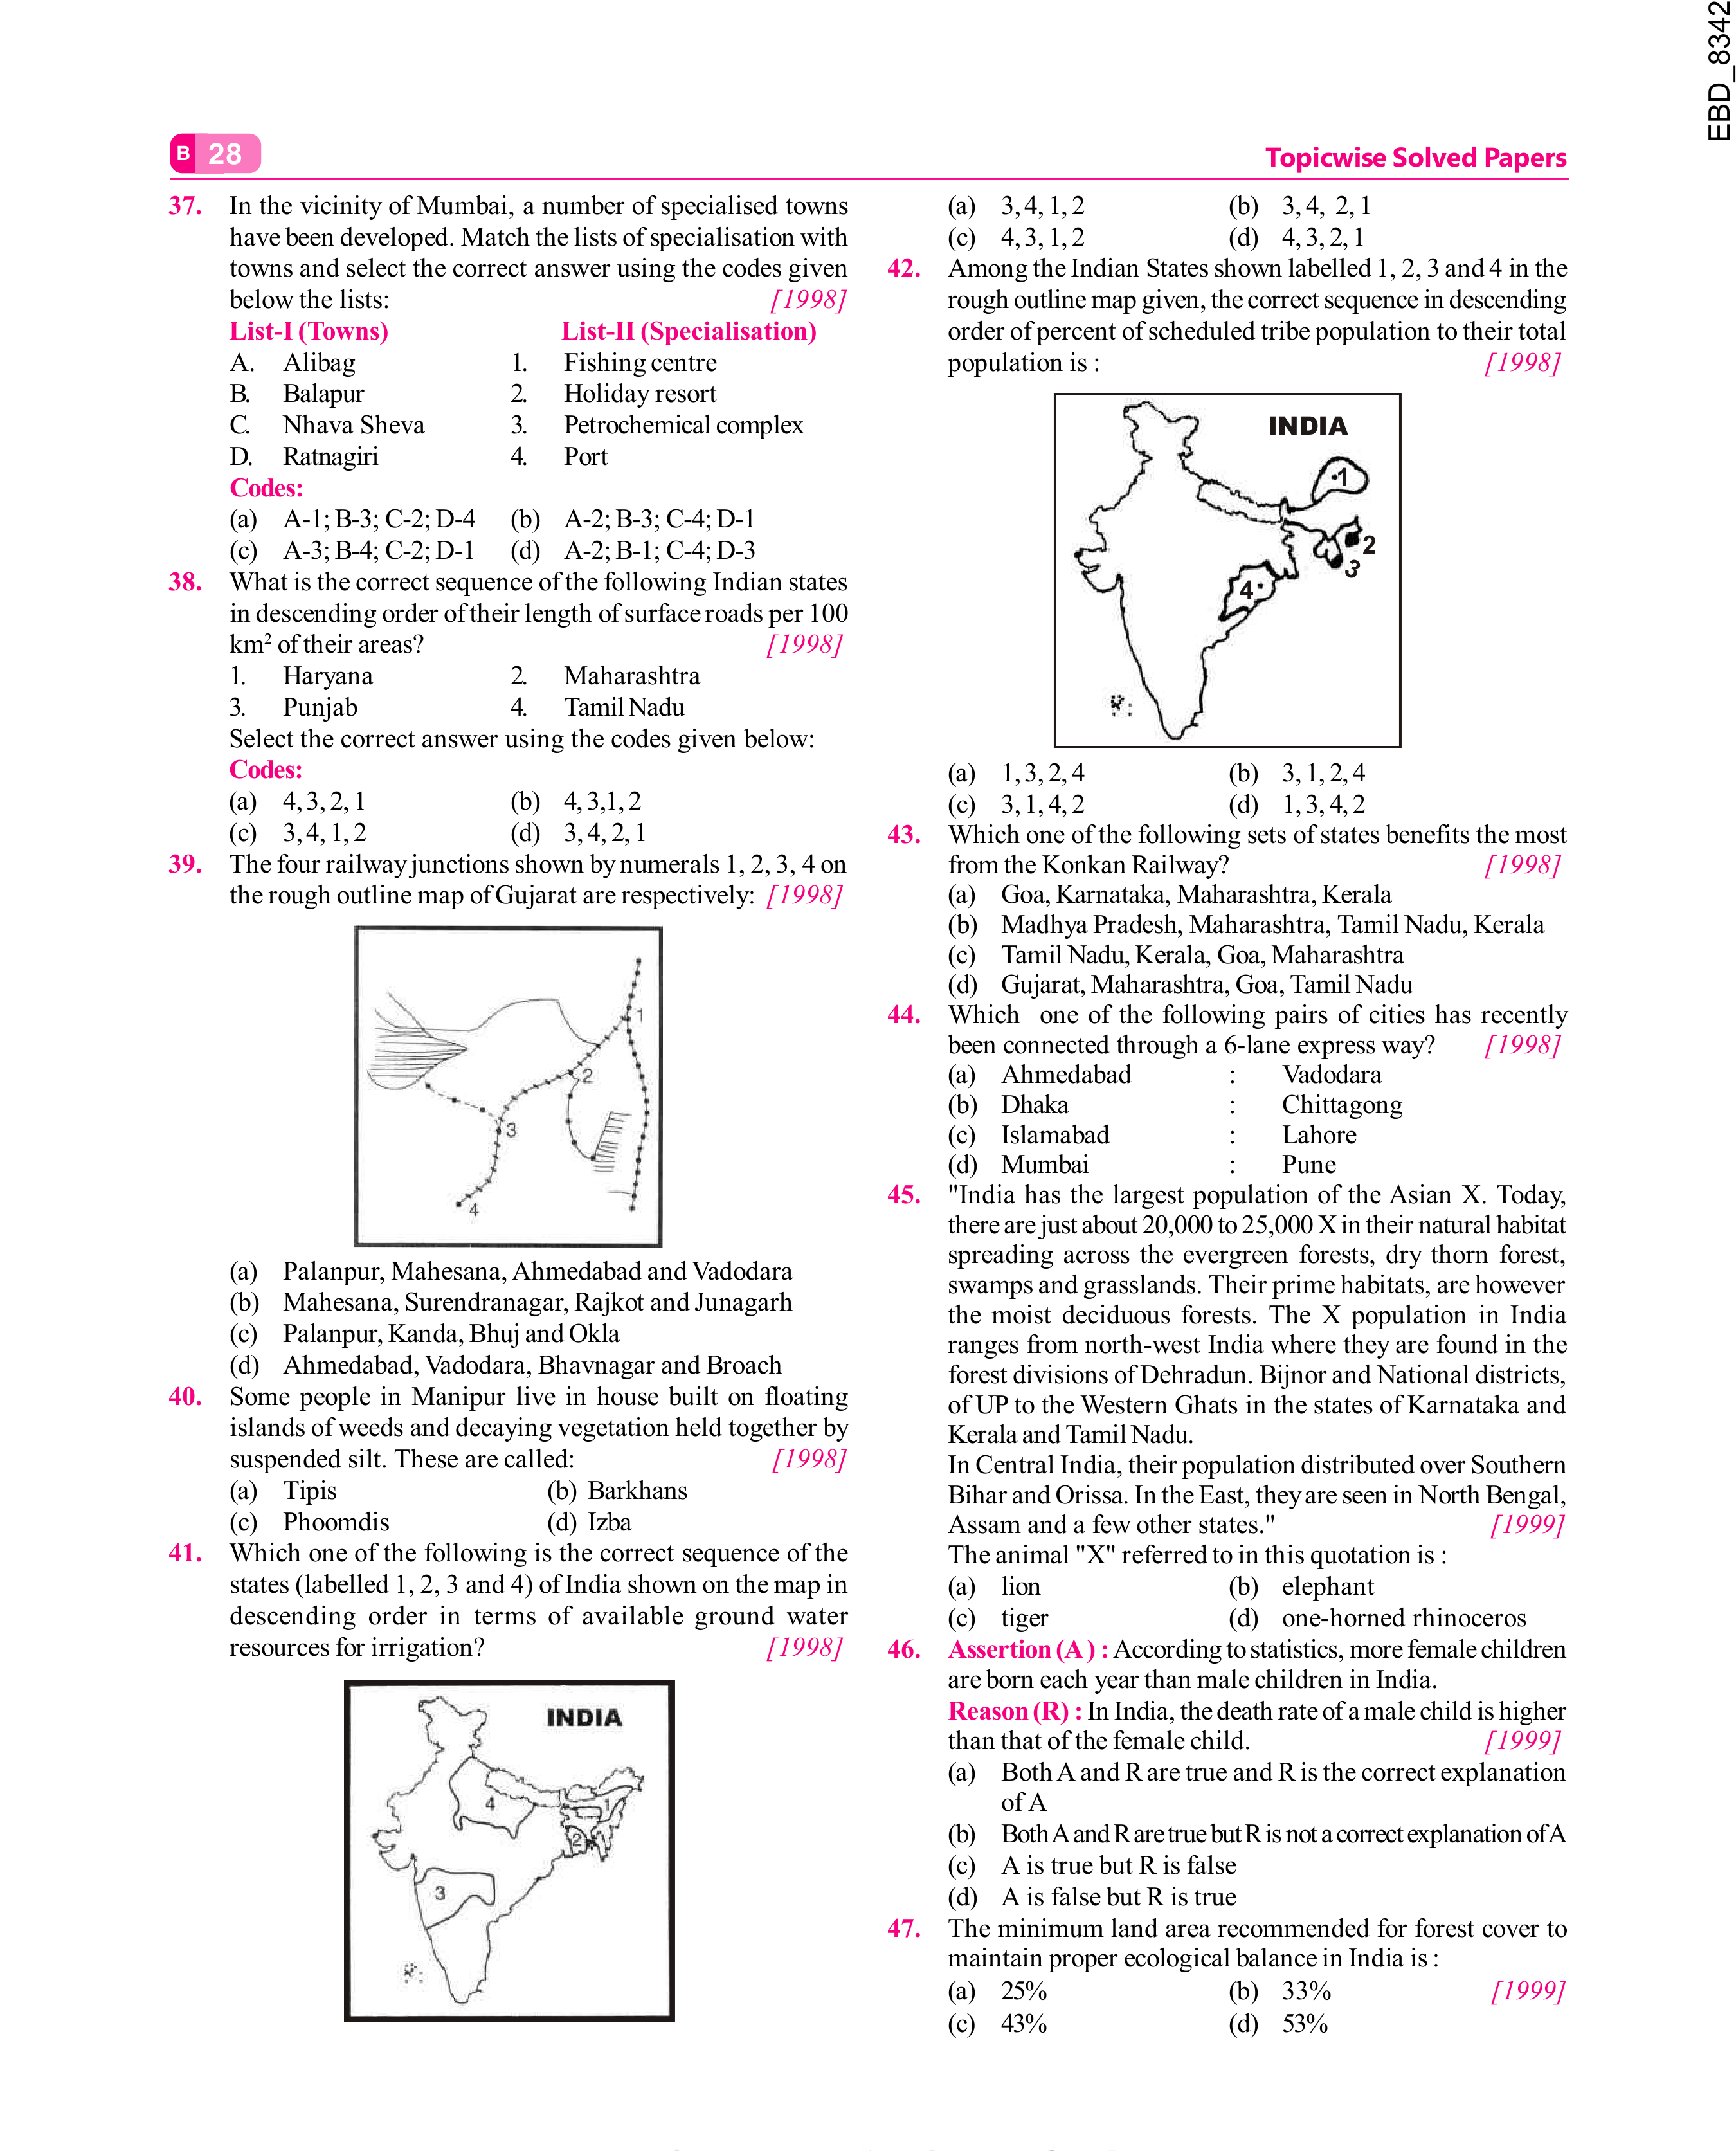 EBD_8342
B 28
Topicwise Solved Papers
37. In the vicinity of Mumbai, a number of specialised towns
have been developed. Match the lists of specialisation with
towns and select the correct answer using the codes given
below the lists: [1998]
List-I (Towns) List-II (Specialisation)
A. Alibag 1. Fishing centre
B. Balapur 2. Holiday resort
C. Nhava Sheva 3. Petrochemical complex
D. Ratnagiri 4. Port
Codes:
(a) A-1; B-3; C-2; D-4 (b) A-2; B-3; C-4; D-1
(c) A-3; B-4; C-2; D-1 (d) A-2; B-1; C-4; D-3
38. What is the correct sequence of the following Indian states
in descending order of their length of surface roads per 100
km² of their areas? [1998]
1. Haryana 2. Maharashtra
3. Punjab 4. Tamil Nadu
Select the correct answer using the codes given below:
Codes:
(a) 4, 3, 2, 1 (b) 4, 3,1, 2
(c) 3, 4, 1, 2 (d) 3, 4, 2, 1
39. The four railway junctions shown by numerals 1, 2, 3, 4 on
the rough outline map of Gujarat are respectively: [1998]
1
2
3
4
(a) Palanpur, Mahesana, Ahmedabad and Vadodara
(b) Mahesana, Surendranagar, Rajkot and Junagarh
(c) Palanpur, Kanda, Bhuj and Okla
(d) Ahmedabad, Vadodara, Bhavnagar and Broach
40. Some people in Manipur live in house built on floating
islands of weeds and decaying vegetation held together by
suspended silt. These are called: [1998]
(a) Tipis (b) Barkhans
(c) Phoomdis (d) Izba
41. Which one of the following is the correct sequence of the
states (labelled 1, 2, 3 and 4) of India shown on the map in
descending order in terms of available ground water
resources for irrigation? [1998]
INDIA
4
1
2
3
(a) 3, 4, 1, 2 (b) 3, 4, 2, 1
(c) 4, 3, 1, 2 (d) 4, 3, 2, 1
42. Among the Indian States shown labelled 1, 2, 3 and 4 in the
rough outline map given, the correct sequence in descending
order of percent of scheduled tribe population to their total
population is : [1998]
INDIA
1
2
3
4
(a) 1, 3, 2, 4 (b) 3, 1, 2, 4
(c) 3, 1, 4, 2 (d) 1, 3, 4, 2
43. Which one of the following sets of states benefits the most
from the Konkan Railway? [1998]
(a) Goa, Karnataka, Maharashtra, Kerala
(b) Madhya Pradesh, Maharashtra, Tamil Nadu, Kerala
(c) Tamil Nadu, Kerala, Goa, Maharashtra
(d) Gujarat, Maharashtra, Goa, Tamil Nadu
44. Which one of the following pairs of cities has recently
been connected through a 6-lane express way? [1998]
(a) Ahmedabad : Vadodara
(b) Dhaka : Chittagong
(c) Islamabad : Lahore
(d) Mumbai : Pune
45. "India has the largest population of the Asian X. Today,
there are just about 20,000 to 25,000 X in their natural habitat
spreading across the evergreen forests, dry thorn forest,
swamps and grasslands. Their prime habitats, are however
the moist deciduous forests. The X population in India
ranges from north-west India where they are found in the
forest divisions of Dehradun. Bijnor and National districts,
of UP to the Western Ghats in the states of Karnataka and
Kerala and Tamil Nadu.
In Central India, their population distributed over Southern
Bihar and Orissa. In the East, they are seen in North Bengal,
Assam and a few other states." [1999]
The animal "X" referred to in this quotation is :
(a) lion (b) elephant
(c) tiger (d) one-horned rhinoceros
46. Assertion (A) : According to statistics, more female children
are born each year than male children in India.
Reason (R) : In India, the death rate of a male child is higher
than that of the female child. [1999]
(a) Both A and R are true and R is the correct explanation
of A
(b) Both A and R are true but R is not a correct explanation of A
(c) A is true but R is false
(d) A is false but R is true
47. The minimum land area recommended for forest cover to
maintain proper ecological balance in India is :
(a) 25% (b) 33% [1999]
(c) 43% (d) 53%